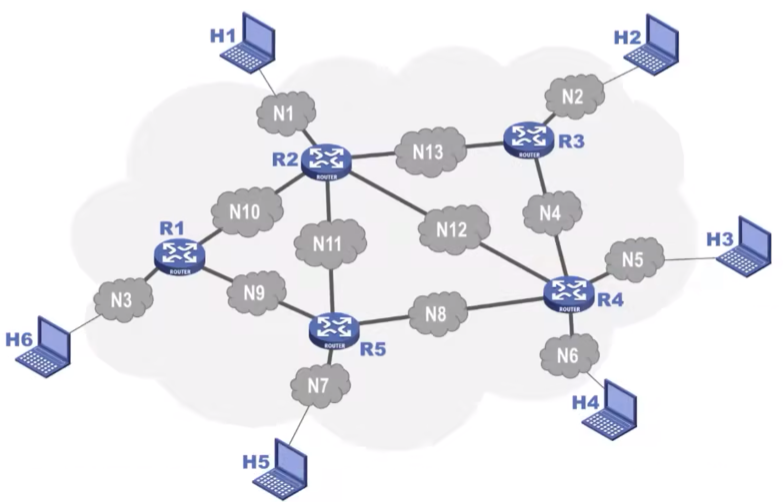 H1
H2
N1
N2
R2
ROUTER
N13
R3
ROUTER
N10
N4
R1
ROUTER
N11
N12
H3
N5
N3
N9
R4
ROUTER
N8
H6
R5
ROUTER
N6
N7
H4
H5